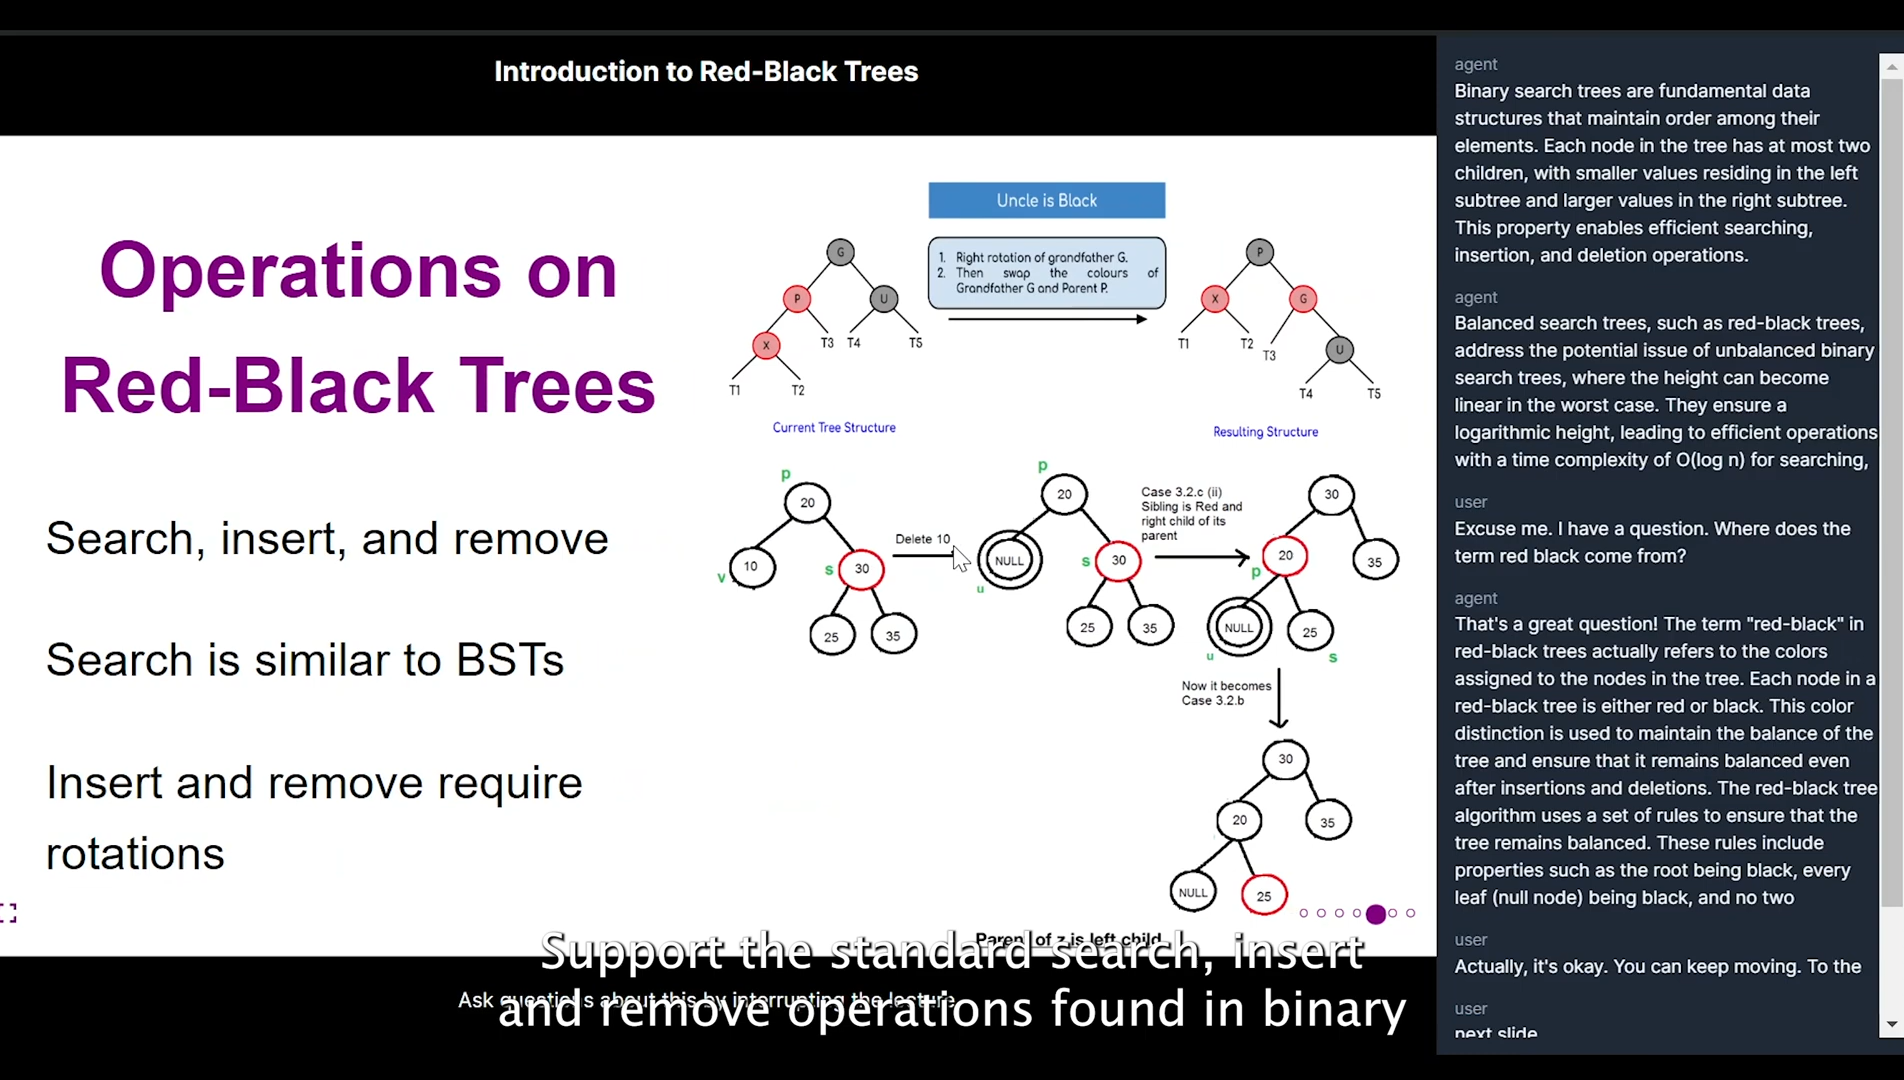 Introduction to Red-Black Trees
Operations on
Red-Black Trees
Search, insert, and remove
Search is similar to BSTs
Insert and remove require
rotations
Uncle is Black
1. Right rotation of grandfather G.
2. Then swap the colours of
Grandfather G and Parent P.
G
P
U
X
T3
T4
T5
T1
T2
Current Tree Structure
P
X
G
T1
T2
T3
U
T4
T5
Resulting Structure
p
20
v
10
s
30
25
35
Delete 10
p
20
NULL
u
s
30
25
35
Case 3.2.c (ii)
Sibling is Red and
right child of its
parent
30
20
p
35
NULL
u
25
s
Now it becomes
Case 3.2.b
30
20
35
NULL
25
Parent of z is left child
Ask questions about this by interrupting the lecture
Support the standard search, insert
and remove operations found in binary
agent
Binary search trees are fundamental data
structures that maintain order among their
elements. Each node in the tree has at most two
children, with smaller values residing in the left
subtree and larger values in the right subtree.
This property enables efficient searching,
insertion, and deletion operations.
agent
Balanced search trees, such as red-black trees,
address the potential issue of unbalanced binary
search trees, where the height can become
linear in the worst case. They ensure a
logarithmic height, leading to efficient operations
with a time complexity of O(log n) for searching,
user
Excuse me. I have a question. Where does the
term red black come from?
agent
That's a great question! The term "red-black" in
red-black trees actually refers to the colors
assigned to the nodes in the tree. Each node in a
red-black tree is either red or black. This color
distinction is used to maintain the balance of the
tree and ensure that it remains balanced even
after insertions and deletions. The red-black tree
algorithm uses a set of rules to ensure that the
tree remains balanced. These rules include
properties such as the root being black, every
leaf (null node) being black, and no two
user
Actually, it's okay. You can keep moving. To the
user
next slide